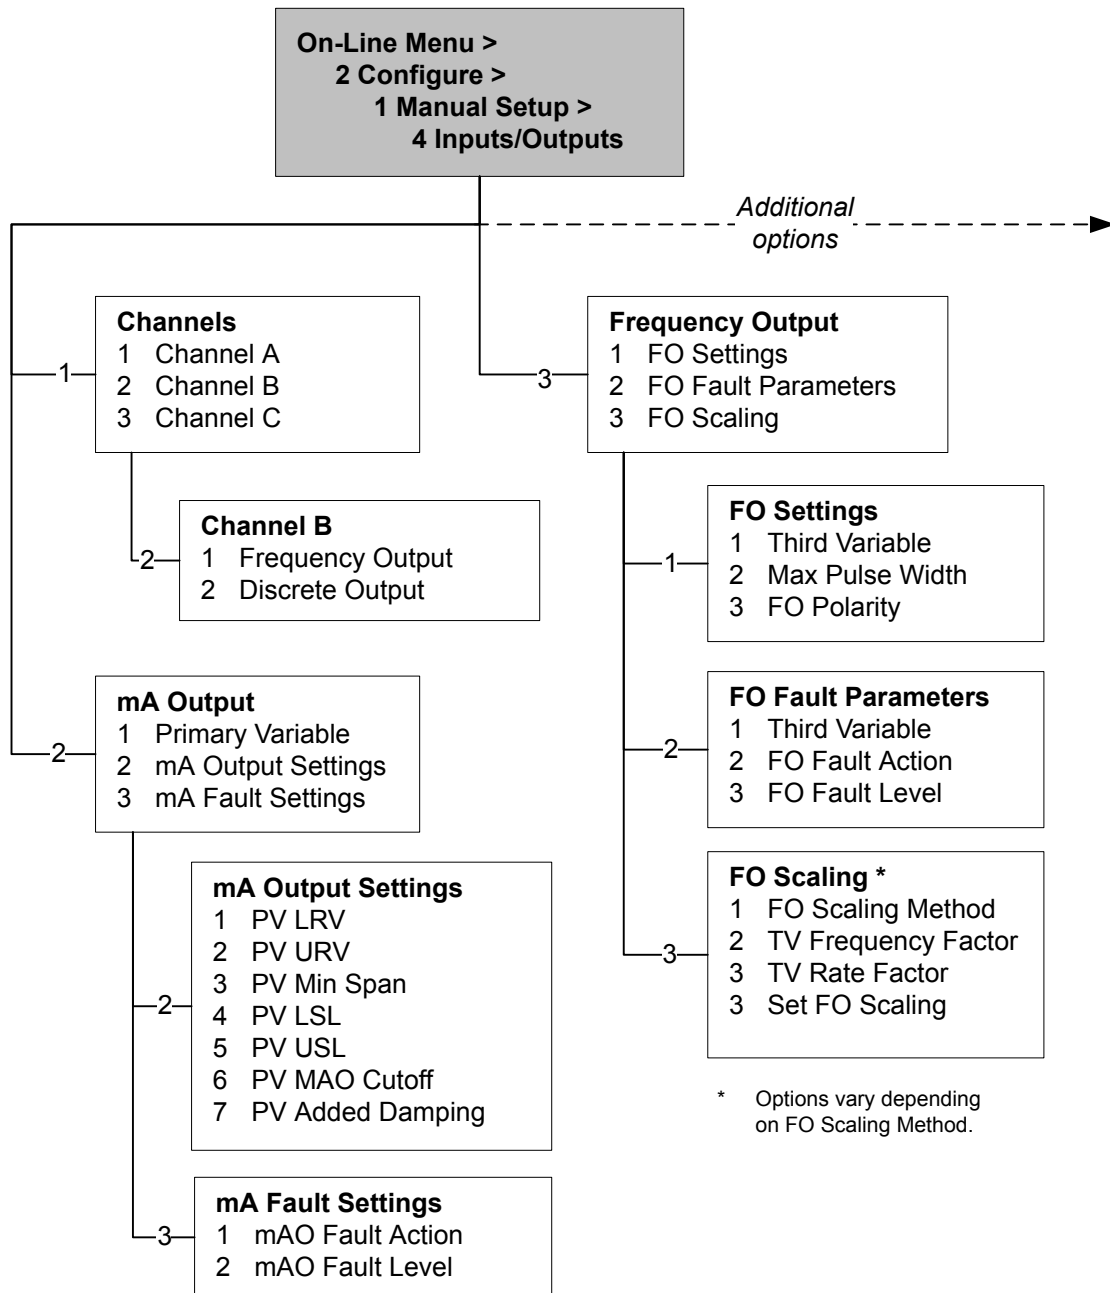 On-Line Menu >
2 Configure >
1 Manual Setup >
4 Inputs/Outputs
Additional
options
1
Channels
1 Channel A
2 Channel B
3 Channel C
2
Channel B
1 Frequency Output
2 Discrete Output
2
mA Output
1 Primary Variable
2 mA Output Settings
3 mA Fault Settings
2
mA Output Settings
1 PV LRV
2 PV URV
3 PV Min Span
4 PV LSL
5 PV USL
6 PV MAO Cutoff
7 PV Added Damping
3
mA Fault Settings
1 mAO Fault Action
2 mAO Fault Level
3
Frequency Output
1 FO Settings
2 FO Fault Parameters
3 FO Scaling
1
FO Settings
1 Third Variable
2 Max Pulse Width
3 FO Polarity
2
FO Fault Parameters
1 Third Variable
2 FO Fault Action
3 FO Fault Level
3
FO Scaling *
1 FO Scaling Method
2 TV Frequency Factor
3 TV Rate Factor
3 Set FO Scaling
* Options vary depending
on FO Scaling Method.